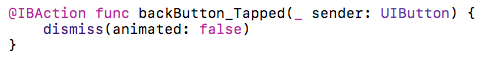 @IBAction func backButton_Tapped(_ sender: UIButton) {
    dismiss(animated: false)
}